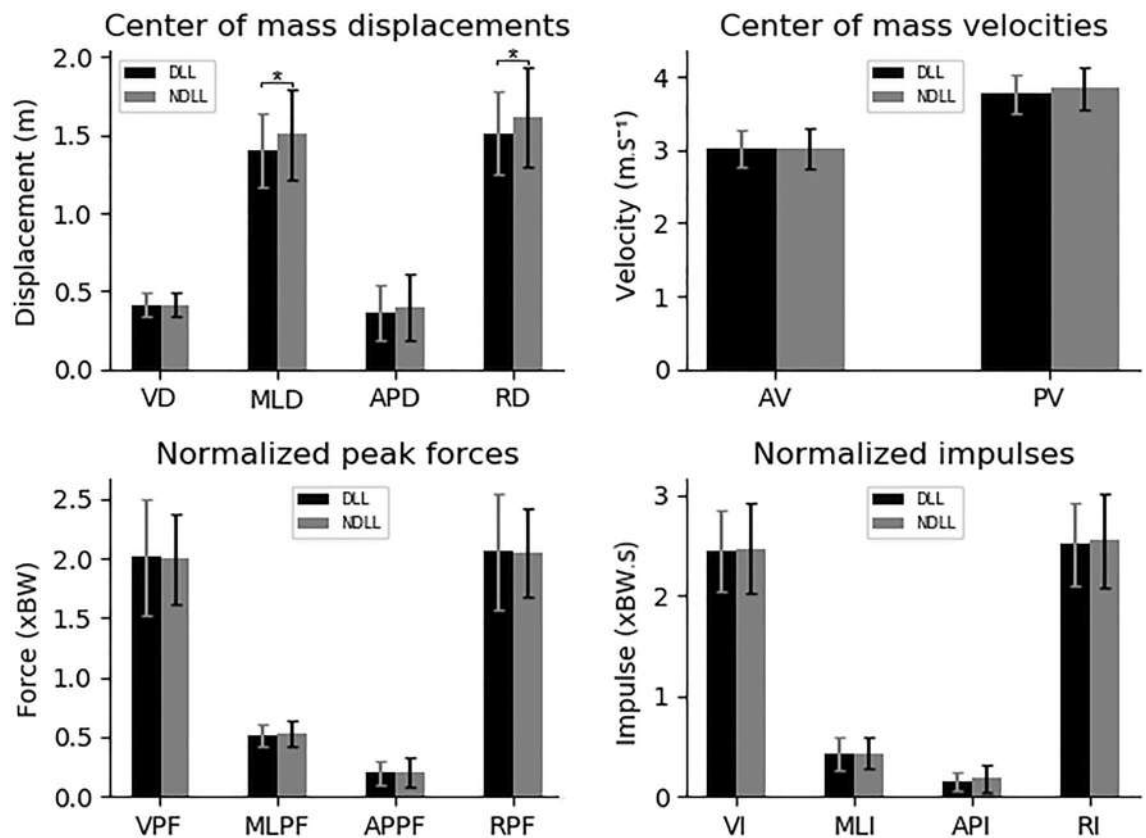 Center of mass displacements
Displacement (m)
2.0
1.5
1.0
0.5
0.0
DLL
NDLL
*
*
VD MLD APD RD
Center of mass velocities
Velocity (m.s⁻¹)
4
3
2
1
0
DLL
NDLL
AV PV
Normalized peak forces
Force (xBW)
2.5
2.0
1.5
1.0
0.5
0.0
DLL
NDLL
VPF MLPF APPF RPF
Normalized impulses
Impulse (xBW.s)
3
2
1
0
DLL
NDLL
VI MLI API RI